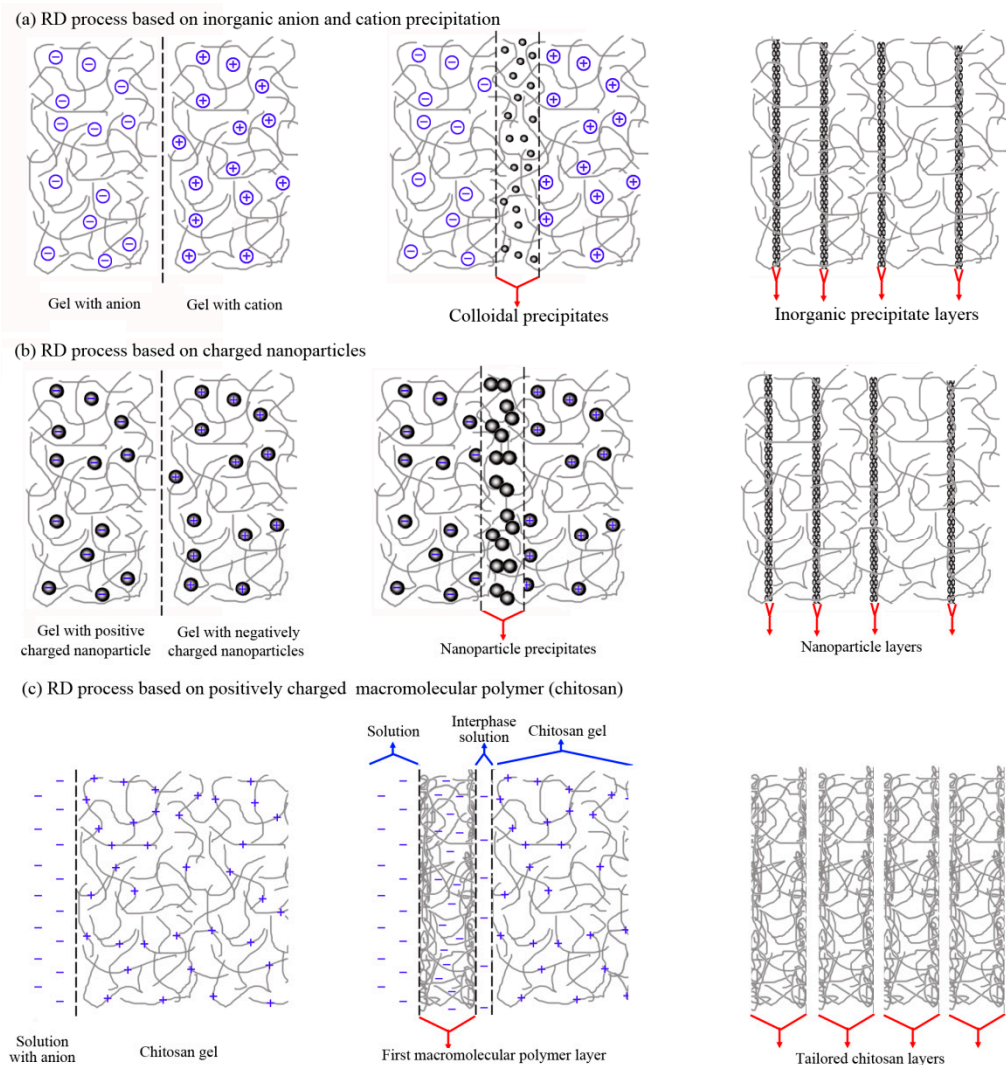 (a) RD process based on inorganic anion and cation precipitation
Gel with anion
Gel with cation
Colloidal precipitates
Inorganic precipitate layers
(b) RD process based on charged nanoparticles
Gel with positive
charged nanoparticle
Gel with negatively
charged nanoparticles
Nanoparticle precipitates
Nanoparticle layers
(c) RD process based on positively charged macromolecular polymer (chitosan)
Solution
Interphase
solution
Chitosan gel
Solution
with anion
Chitosan gel
First macromolecular polymer layer
Tailored chitosan layers